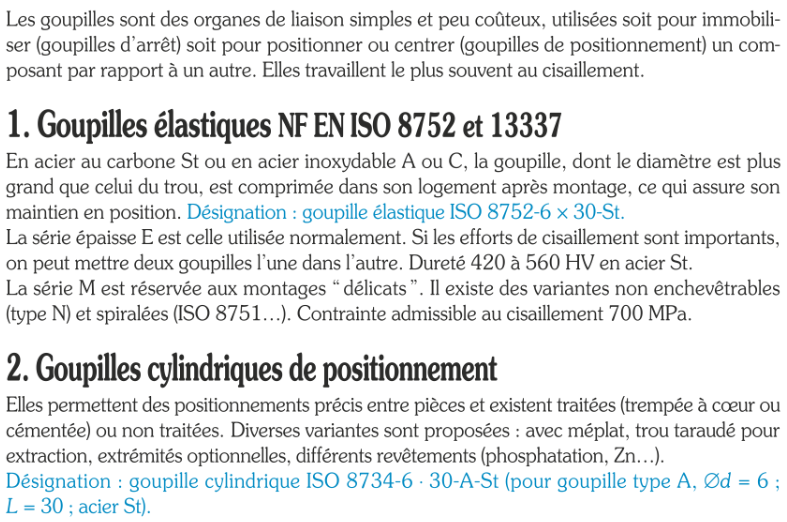 Les goupilles sont des organes de liaison simples et peu coûteux, utilisées soit pour immobili-
ser (goupilles d'arrêt) soit pour positionner ou centrer (goupilles de positionnement) un com-
posant par rapport à un autre. Elles travaillent le plus souvent au cisaillement.
1. Goupilles élastiques NF EN ISO 8752 et 13337
En acier au carbone St ou en acier inoxydable A ou C, la goupille, dont le diamètre est plus
grand que celui du trou, est comprimée dans son logement après montage, ce qui assure son
maintien en position. Désignation : goupille élastique ISO 8752-6 × 30-St.
La série épaisse E est celle utilisée normalement. Si les efforts de cisaillement sont importants,
on peut mettre deux goupilles l'une dans l'autre. Dureté 420 à 560 HV en acier St.
La série M est réservée aux montages “ délicats ”. Il existe des variantes non enchevêtrables
(type N) et spiralées (ISO 8751…). Contrainte admissible au cisaillement 700 MPa.
2. Goupilles cylindriques de positionnement
Elles permettent des positionnements précis entre pièces et existent traitées (trempée à cœur ou
cémentée) ou non traitées. Diverses variantes sont proposées : avec méplat, trou taraudé pour
extraction, extrémités optionnelles, différents revêtements (phosphatation, Zn…).
Désignation : goupille cylindrique ISO 8734-6 · 30-A-St (pour goupille type A, Ød = 6 ;
L = 30 ; acier St).